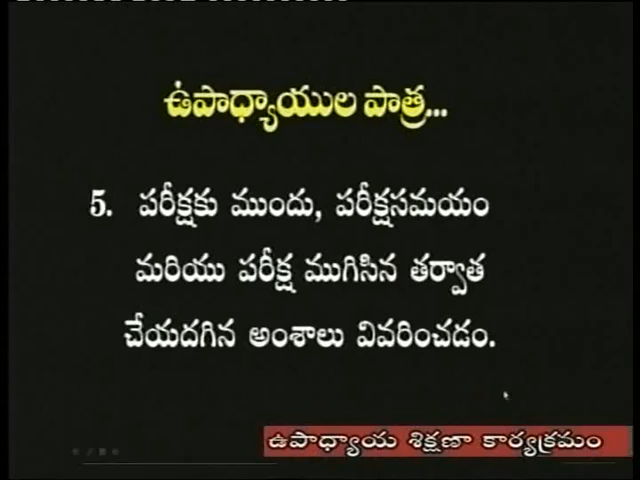 ఉపాధ్యాయుల పాత్ర...
5. పరీక్షకు ముందు, పరీక్షసమయం
మరియు పరీక్ష ముగిసిన తర్వాత
చేయదగిన అంశాలు వివరించడం.
ఉపాధ్యాయ శిక్షణా కార్యక్రమం